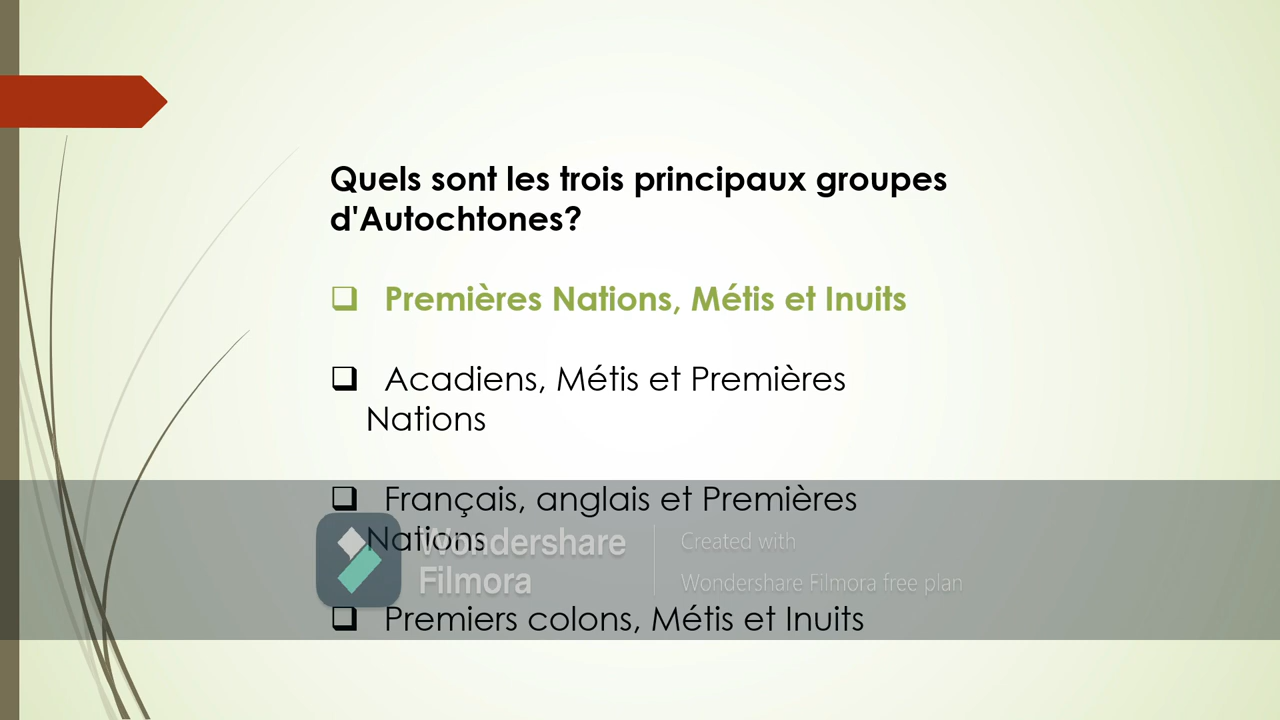 Quels sont les trois principaux groupes
d'Autochtones?
❑ Premières Nations, Métis et Inuits
❑ Acadiens, Métis et Premières
Nations
❑ Français, anglais et Premières
Nations
Wondershare
Filmora
Created with
Wondershare Filmora free plan
❑ Premiers colons, Métis et Inuits